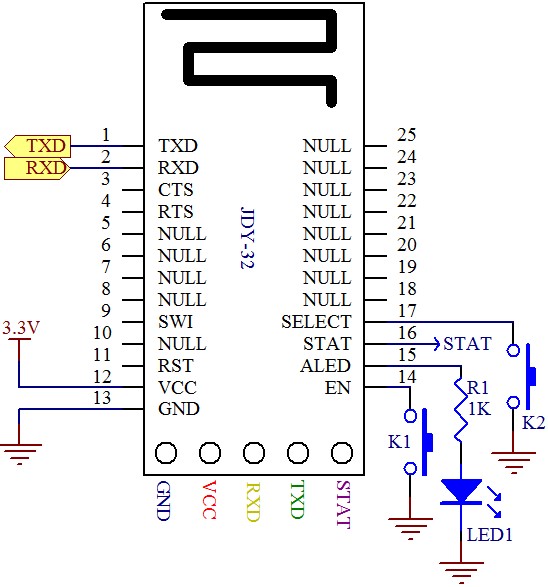 TXD
RXD
1
2
3
4
5
6
7
8
9
10
11
12
13
TXD
RXD
CTS
RTS
NULL
NULL
NULL
NULL
SWI
NULL
RST
VCC
GND
3.3V
JDY-32
NULL
NULL
NULL
NULL
NULL
NULL
NULL
NULL
SELECT
STAT
ALED
EN
25
24
23
22
21
20
19
18
17
16
15
14
STAT
R1
1K
K2
K1
LED1
GND
VCC
RXD
TXD
STAT